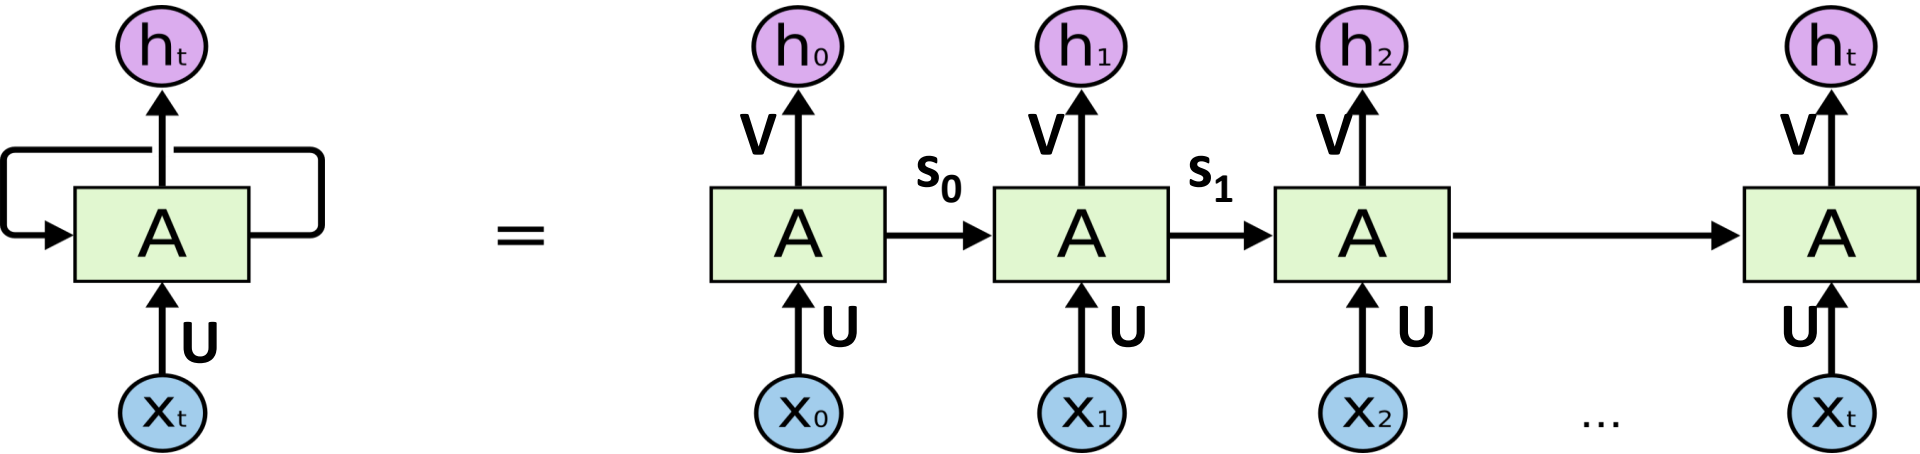 hₜ h₀ h₁ h₂ hₜ
V V V V
s₀ s₁
A = A A A A
U U U U U
xₜ x₀ x₁ x₂ ... xₜ